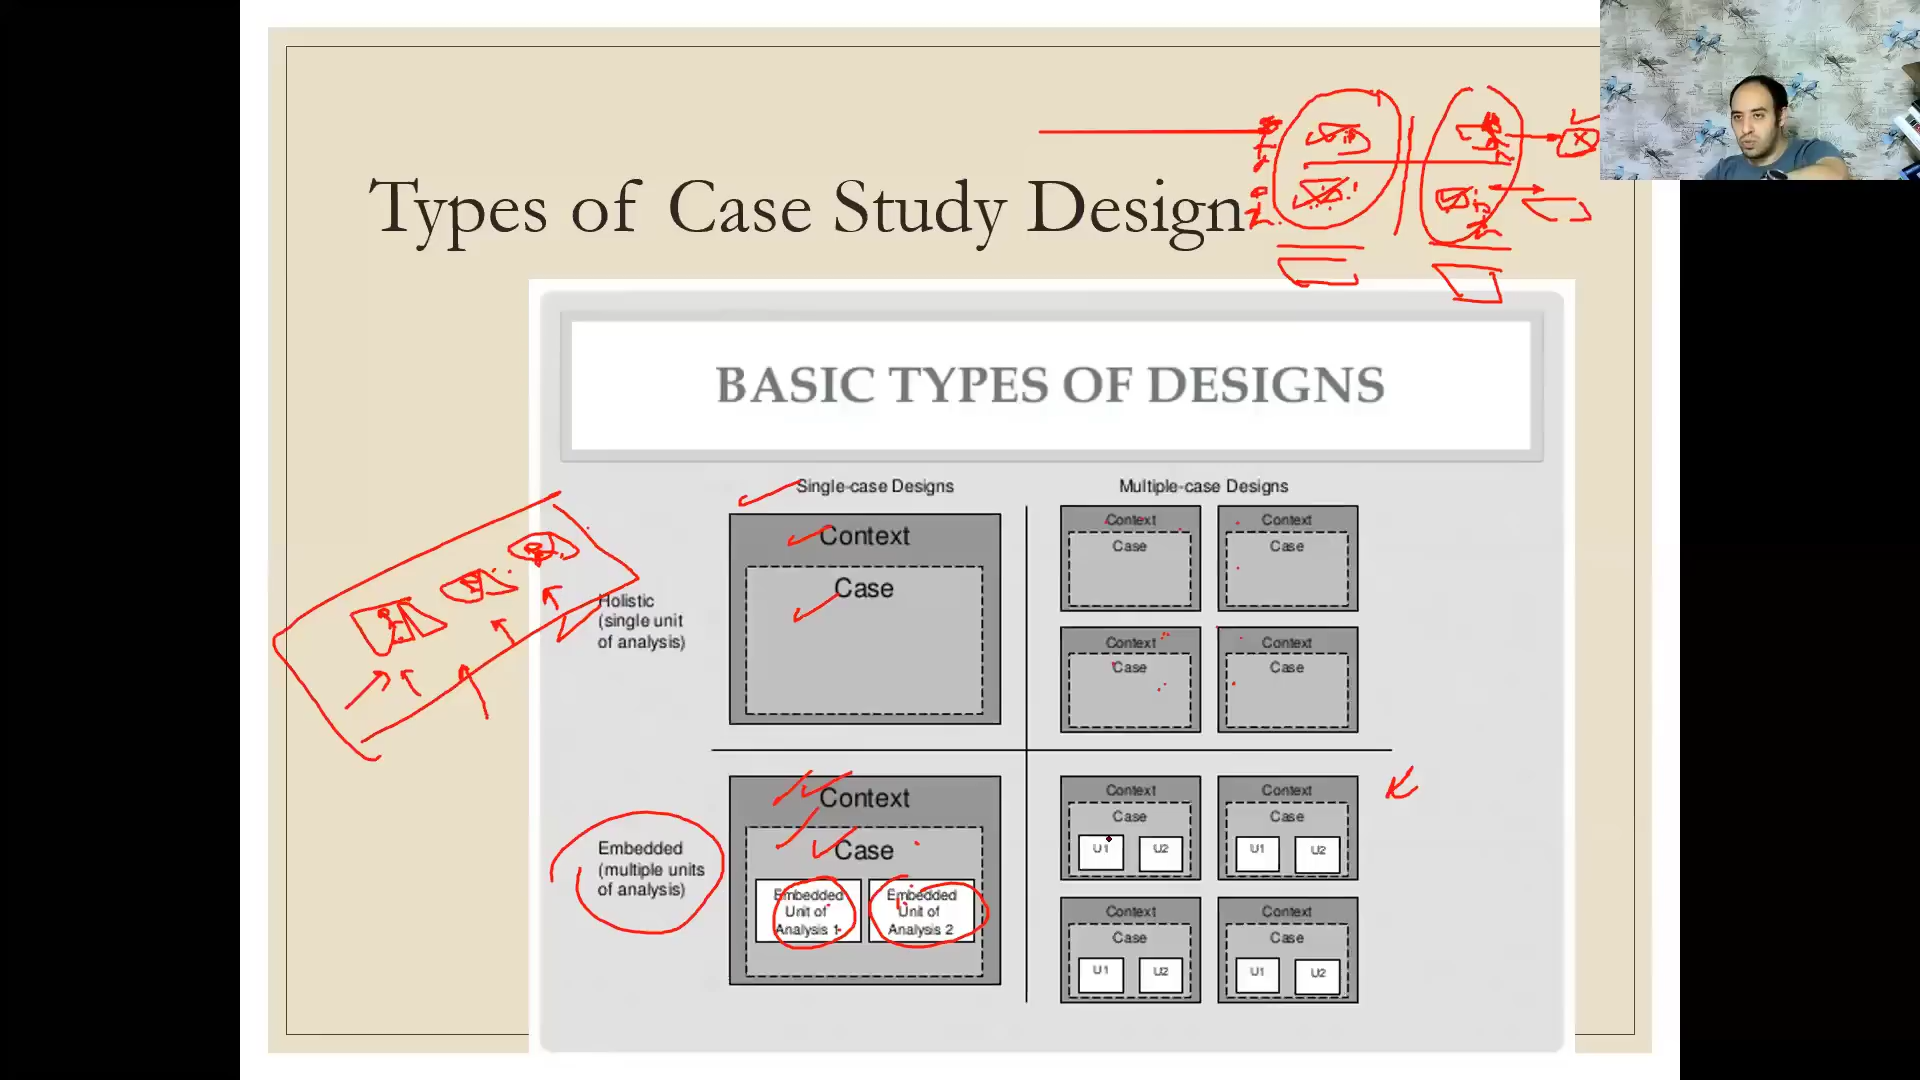 Types of Case Study Design
BASIC TYPES OF DESIGNS
Single-case Designs
Multiple-case Designs
Holistic
(single unit
of analysis)
Context
Case
Context
Case
Context
Case
Context
Case
Context
Case
Embedded
(multiple units
of analysis)
Context
Case
Embedded
Unit of
Analysis 1
Embedded
Unit of
Analysis 2
Context
Case
U1
U2
Context
Case
U1
U2
Context
Case
U1
U2
Context
Case
U1
U2